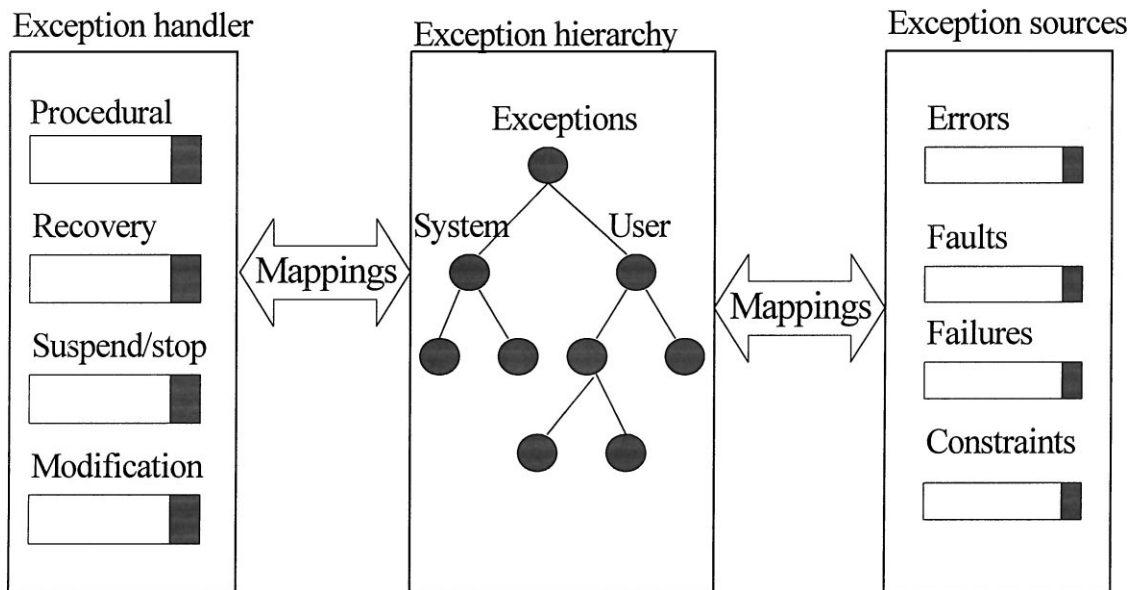 Exception handler
Procedural
Recovery
Suspend/stop
Modification
Mappings
Exception hierarchy
Exceptions
System User
Mappings
Exception sources
Errors
Faults
Failures
Constraints